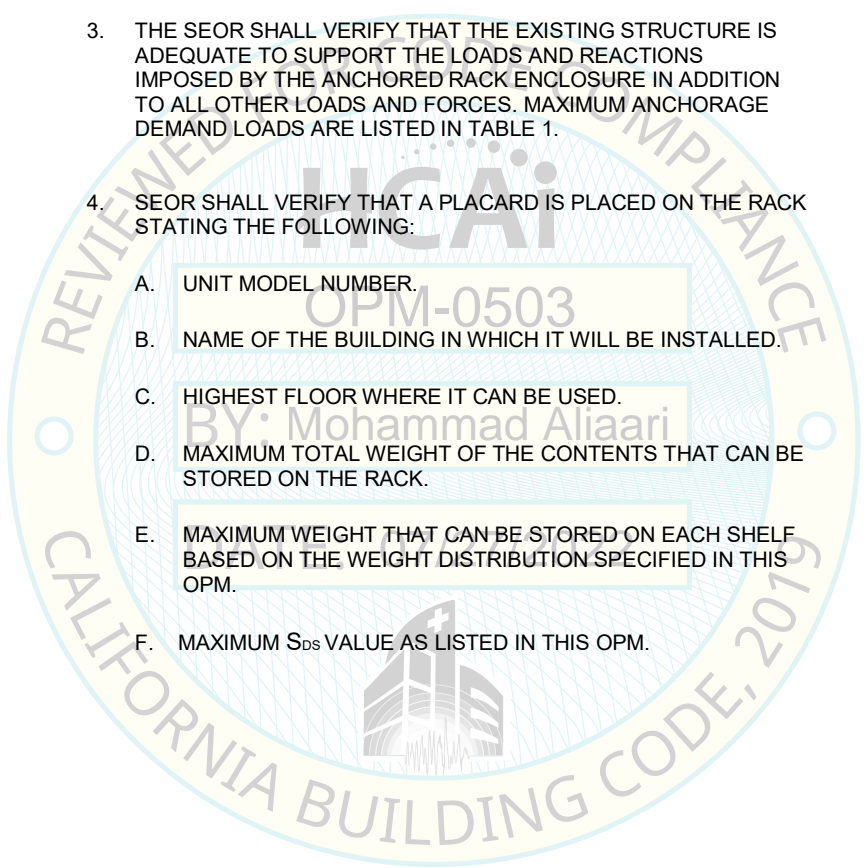 3. THE SEOR SHALL VERIFY THAT THE EXISTING STRUCTURE IS
ADEQUATE TO SUPPORT THE LOADS AND REACTIONS
IMPOSED BY THE ANCHORED RACK ENCLOSURE IN ADDITION
TO ALL OTHER LOADS AND FORCES. MAXIMUM ANCHORAGE
DEMAND LOADS ARE LISTED IN TABLE 1.
4. SEOR SHALL VERIFY THAT A PLACARD IS PLACED ON THE RACK
STATING THE FOLLOWING:
A. UNIT MODEL NUMBER.
B. NAME OF THE BUILDING IN WHICH IT WILL BE INSTALLED.
C. HIGHEST FLOOR WHERE IT CAN BE USED.
D. MAXIMUM TOTAL WEIGHT OF THE CONTENTS THAT CAN BE
STORED ON THE RACK.
E. MAXIMUM WEIGHT THAT CAN BE STORED ON EACH SHELF
BASED ON THE WEIGHT DISTRIBUTION SPECIFIED IN THIS
OPM.
F. MAXIMUM SDS VALUE AS LISTED IN THIS OPM.
REVIEWED FOR CODE COMPLIANCE
HCAi
OPM-0503
BY: Mohammad Aliaari
DATE: 07/27/2022
CALIFORNIA BUILDING CODE, 2019